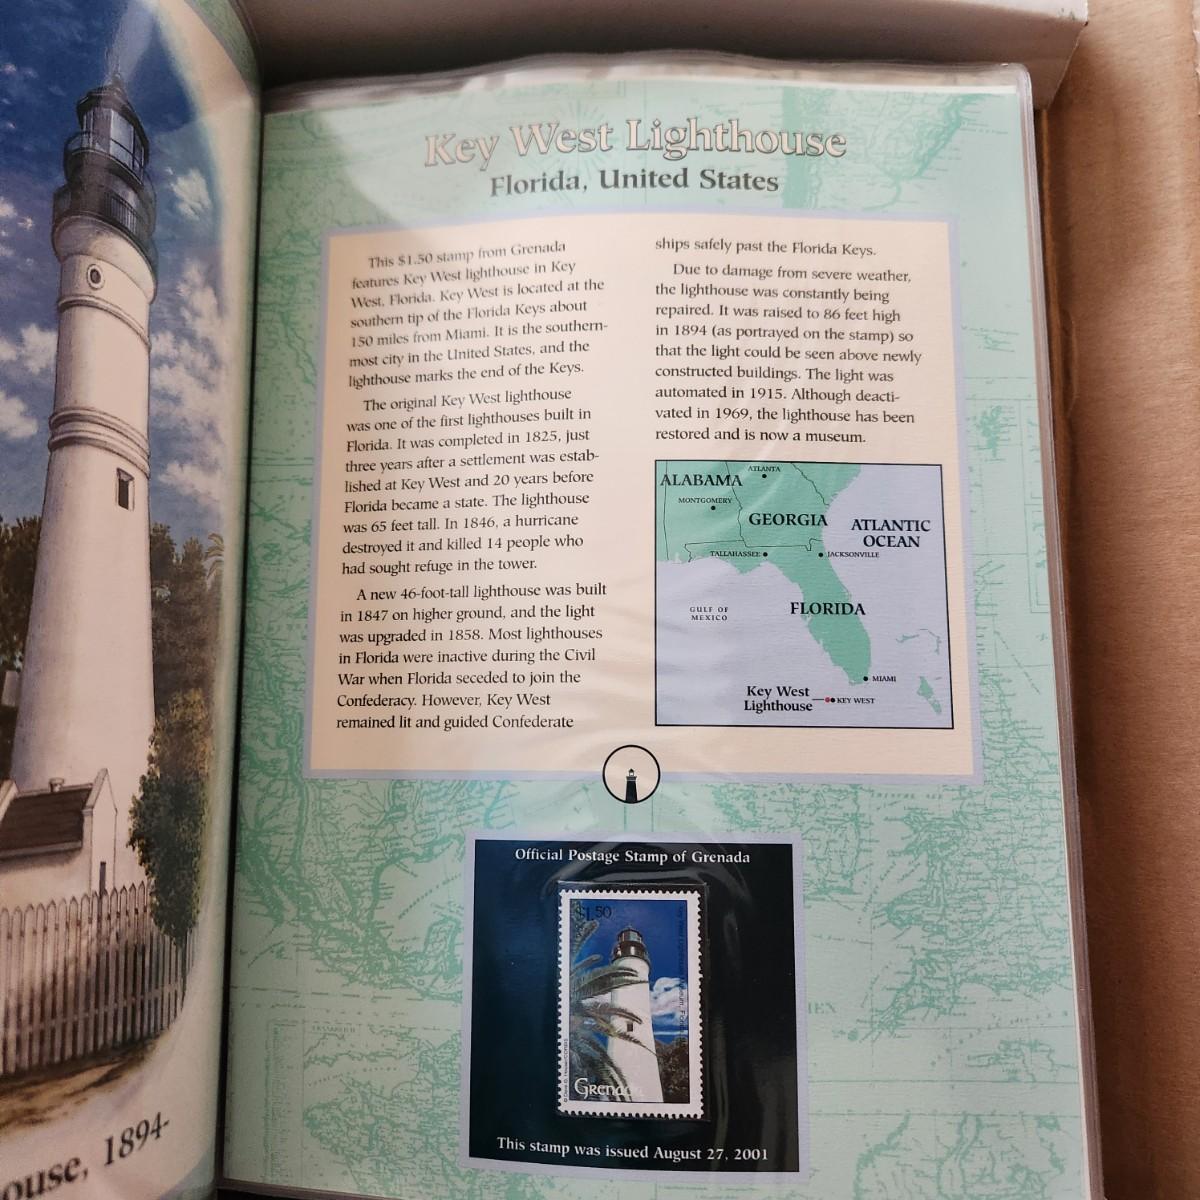 Key West Lighthouse
Florida, United States
This $1.50 stamp from Grenada
features Key West lighthouse in Key
West, Florida. Key West is located at the
southern tip of the Florida Keys about
150 miles from Miami. It is the southern-
most city in the United States, and the
lighthouse marks the end of the Keys.
The original Key West lighthouse
was one of the first lighthouses built in
Florida. It was completed in 1825, just
three years after a settlement was estab-
lished at Key West and 20 years before
Florida became a state. The lighthouse
was 65 feet tall. In 1846, a hurricane
destroyed it and killed 14 people who
had sought refuge in the tower.
A new 46-foot-tall lighthouse was built
in 1847 on higher ground, and the light
was upgraded in 1858. Most lighthouses
in Florida were inactive during the Civil
War when Florida seceded to join the
Confederacy. However, Key West
remained lit and guided Confederate
ships safely past the Florida Keys.
Due to damage from severe weather,
the lighthouse was constantly being
repaired. It was raised to 86 feet high
in 1894 (as portrayed on the stamp) so
that the light could be seen above newly
constructed buildings. The light was
automated in 1915. Although deacti-
vated in 1969, the lighthouse has been
restored and is now a museum.
ATLANTA
ALABAMA
MONTGOMERY
GEORGIA
ATLANTIC
OCEAN
TALLAHASSEE
JACKSONVILLE
GULF OF
MEXICO
FLORIDA
MIAMI
Key West
Lighthouse
KEY WEST
Official Postage Stamp of Grenada
$1.50
Key West Lighthouse Museum, Florida
GRENADA
This stamp was issued August 27, 2001
ouse, 1894-